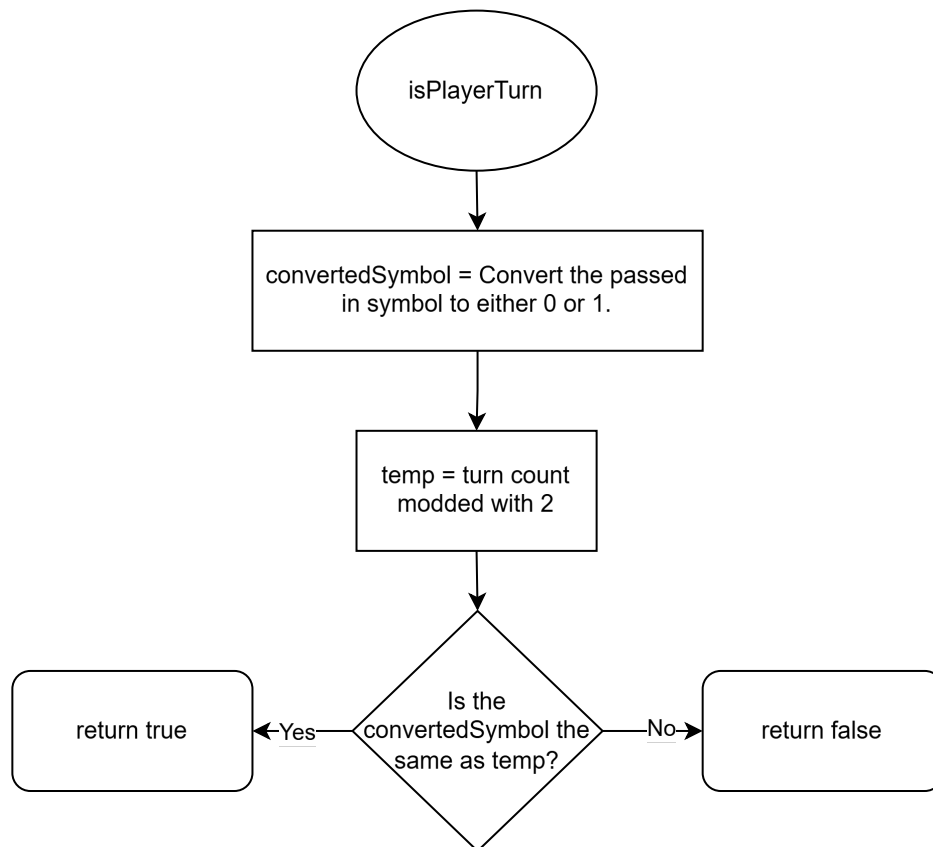 isPlayerTurn
convertedSymbol = Convert the passed
in symbol to either 0 or 1.
temp = turn count
modded with 2
Is the
convertedSymbol the
same as temp?
return true
Yes
No
return false